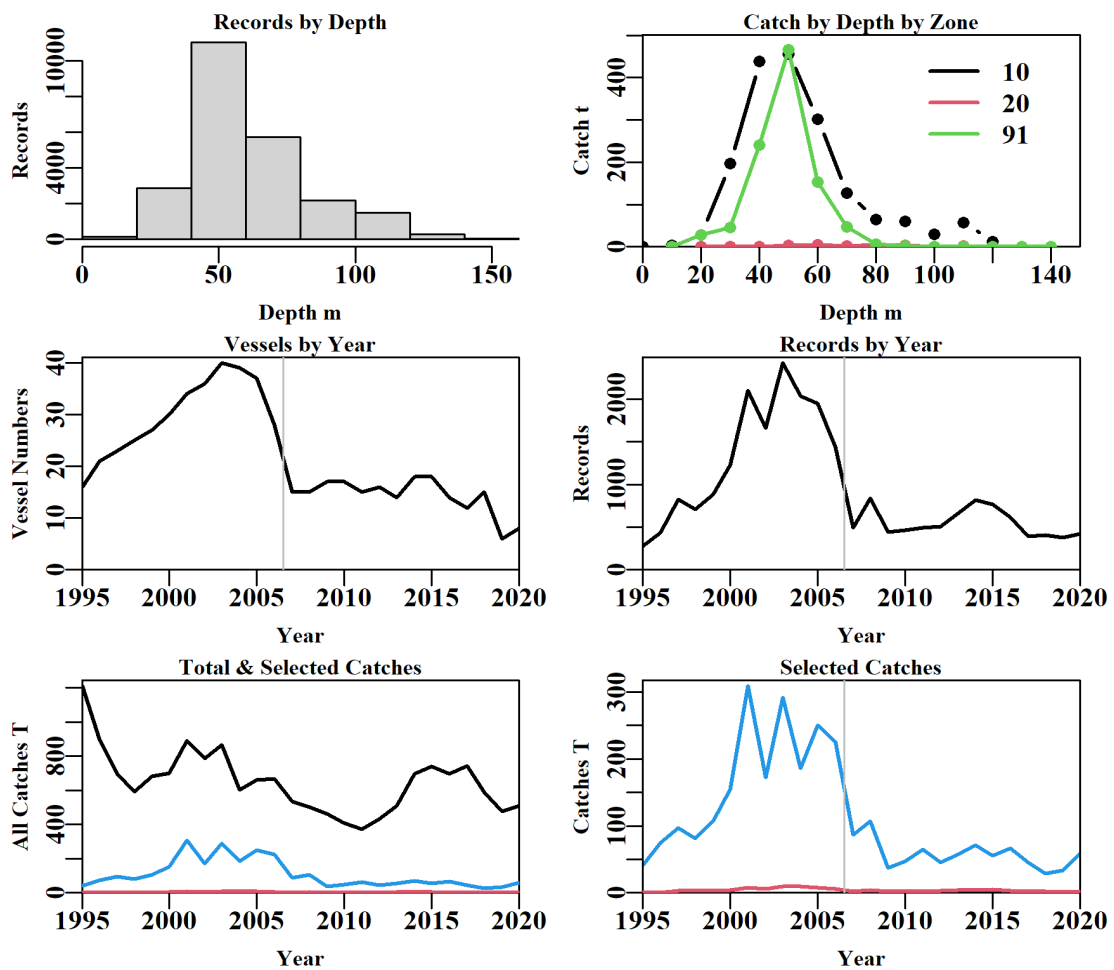 Records by Depth
Records
0 4000 10000
0 50 100 150
Depth m
Catch by Depth by Zone
Catch t
0 200 400
10
20
91
0 20 40 60 80 100 120 140
Depth m
Vessels by Year
Vessel Numbers
0 10 20 30 40
1995 2000 2005 2010 2015 2020
Year
Records by Year
Records
0 1000 2000
1995 2000 2005 2010 2015 2020
Year
Total & Selected Catches
All Catches T
0 400 800
1995 2000 2005 2010 2015 2020
Year
Selected Catches
Catches T
0 100 200 300
1995 2000 2005 2010 2015 2020
Year